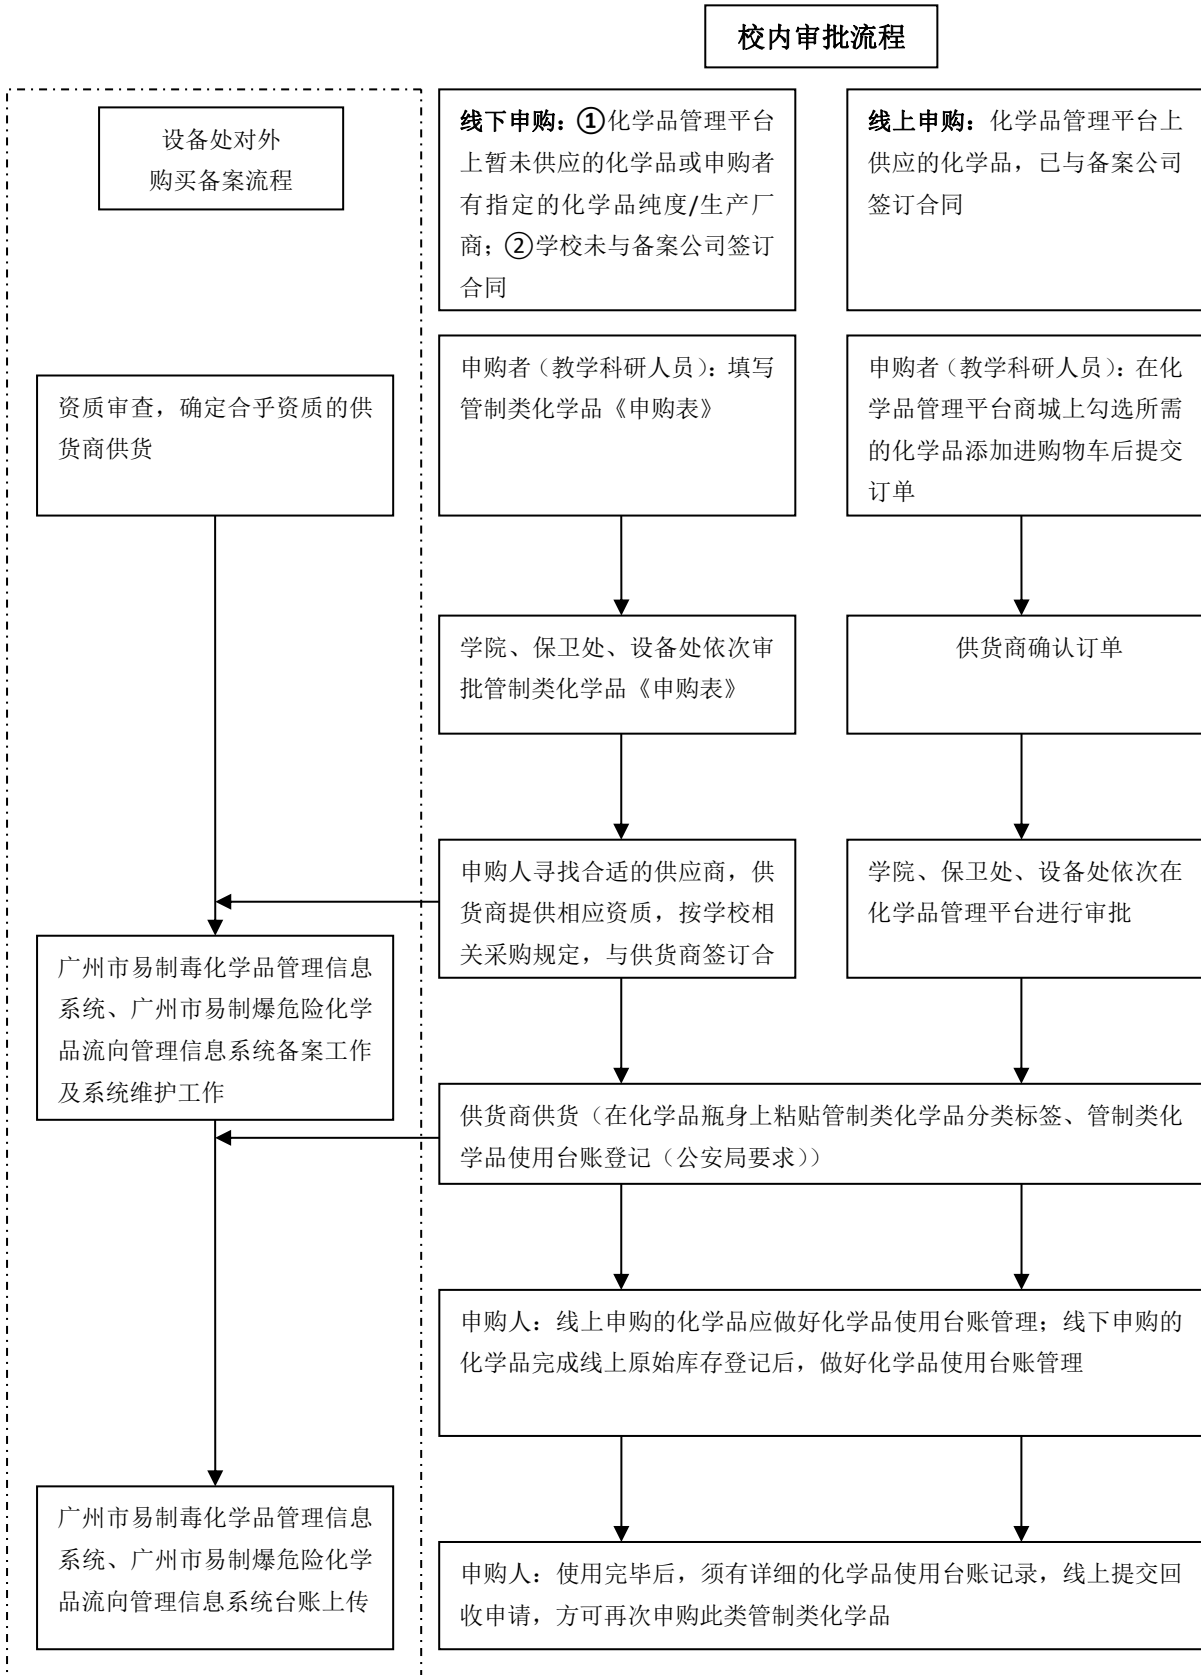 校内审批流程
设备处对外
购买备案流程
线下申购：①化学品管理平台
上暂未供应的化学品或申购者
有指定的化学品纯度/生产厂
商；②学校未与备案公司签订
合同
线上申购：化学品管理平台上
供应的化学品，已与备案公司
签订合同
资质审查，确定合乎资质的供
货商供货
申购者（教学科研人员）：填写
管制类化学品《申购表》
申购者（教学科研人员）：在化
学品管理平台商城上勾选所需
的化学品添加进购物车后提交
订单
学院、保卫处、设备处依次审
批管制类化学品《申购表》
供货商确认订单
申购人寻找合适的供应商，供
货商提供相应资质，按学校相
关采购规定，与供货商签订合
学院、保卫处、设备处依次在
化学品管理平台进行审批
广州市易制毒化学品管理信息
系统、广州市易制爆危险化学
品流向管理信息系统备案工作
及系统维护工作
供货商供货（在化学品瓶身上粘贴管制类化学品分类标签、管制类化
学品使用台账登记（公安局要求））
申购人：线上申购的化学品应做好化学品使用台账管理；线下申购的
化学品完成线上原始库存登记后，做好化学品使用台账管理
广州市易制毒化学品管理信息
系统、广州市易制爆危险化学
品流向管理信息系统台账上传
申购人：使用完毕后，须有详细的化学品使用台账记录，线上提交回
收申请，方可再次申购此类管制类化学品